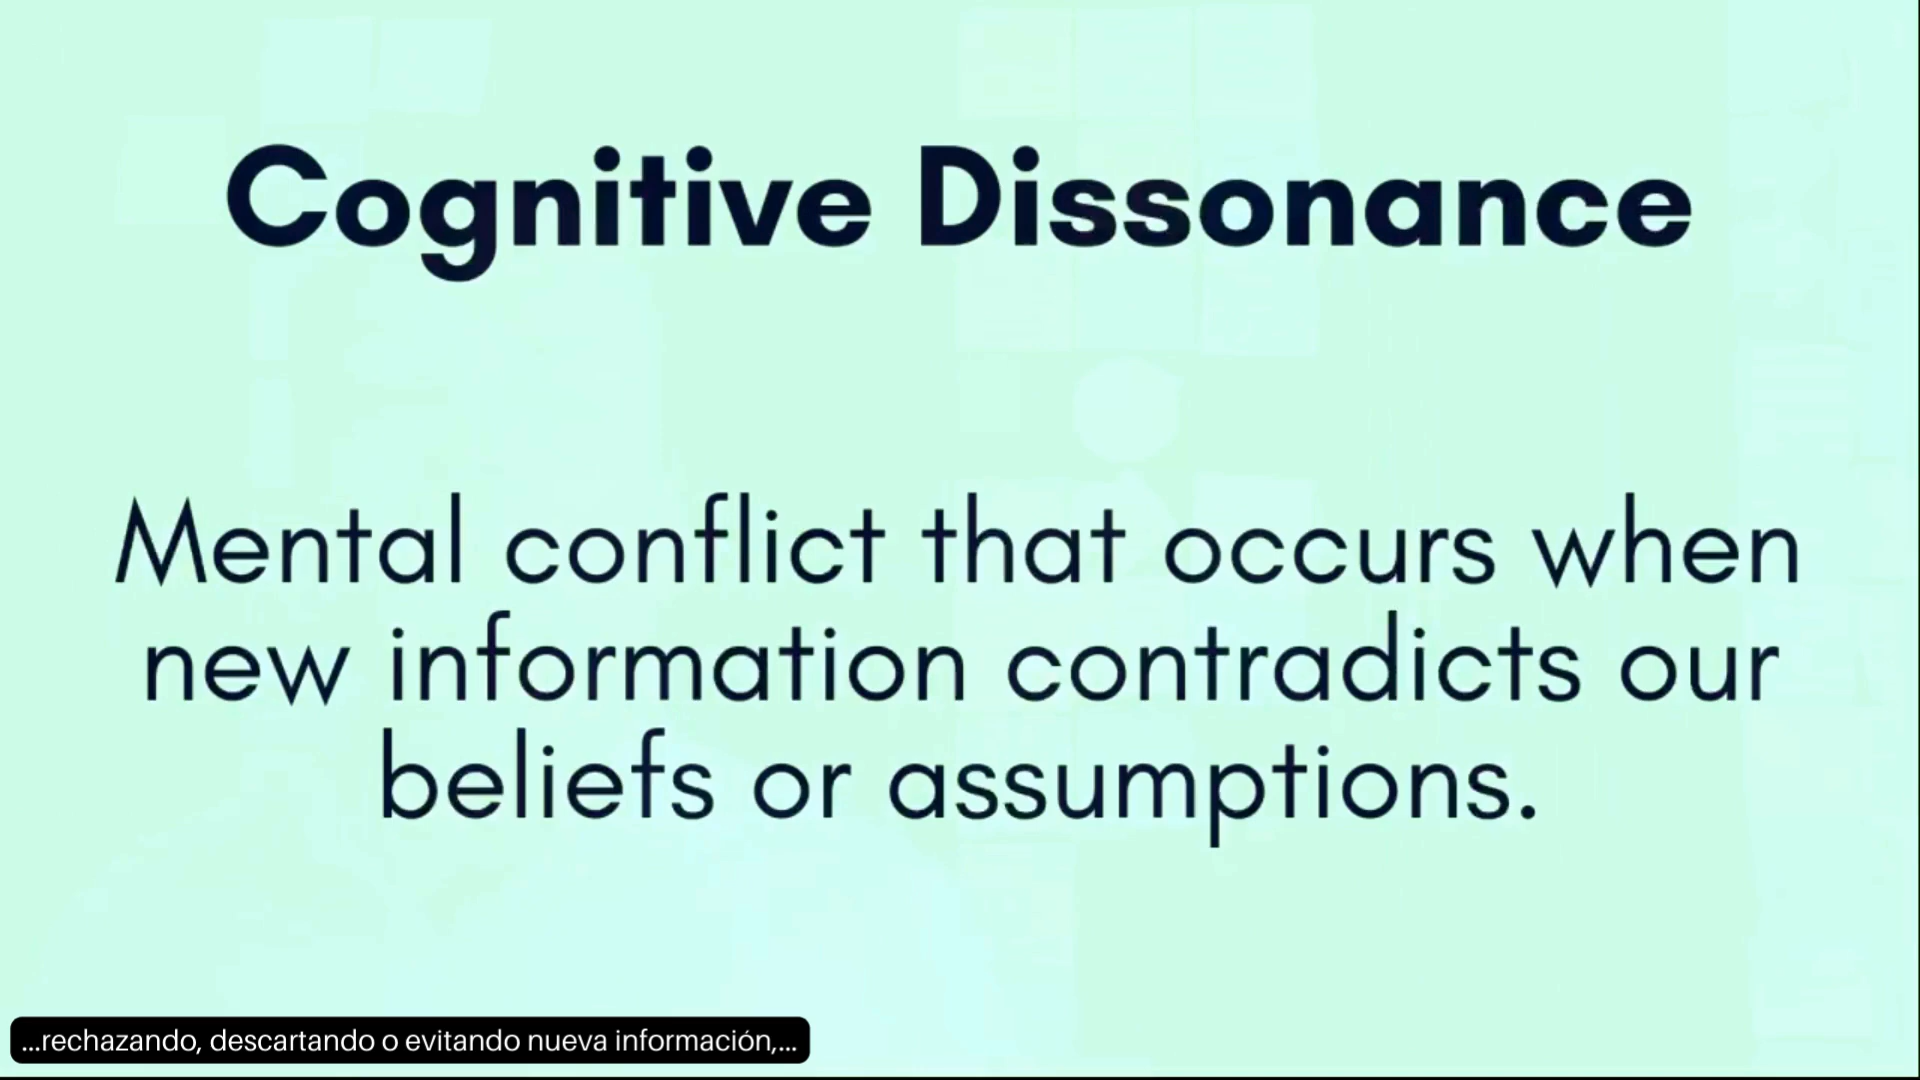 Cognitive Dissonance
Mental conflict that occurs when
new information contradicts our
beliefs or assumptions.
...rechazando, descartando o evitando nueva información,...